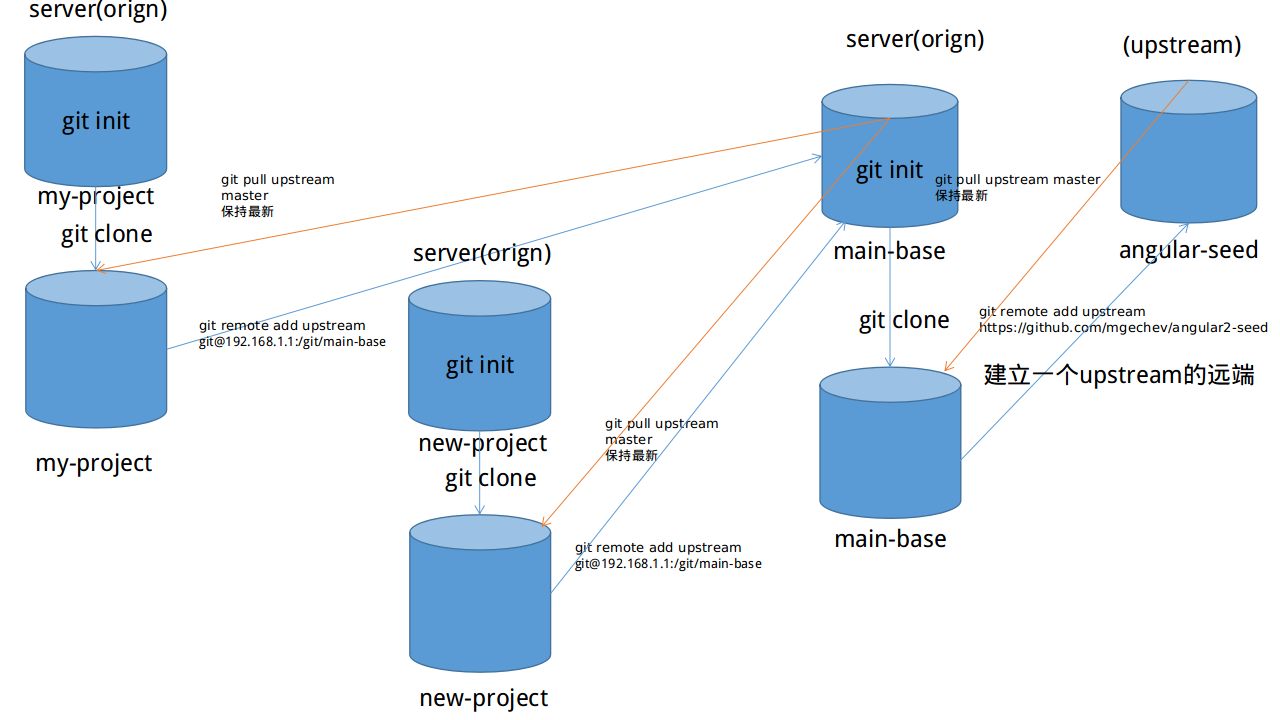 server(orign)
git init
my-project
git clone
my-project
git pull upstream
master
保持最新
git remote add upstream
git@192.168.1.1:/git/main-base
server(orign)
git init
new-project
git clone
new-project
git pull upstream
master
保持最新
git remote add upstream
git@192.168.1.1:/git/main-base
server(orign)
git init
main-base
git clone
main-base
git pull upstream master
保持最新
(upstream)
angular-seed
git remote add upstream
https://github.com/mgechev/angular2-seed
建立一个upstream的远端